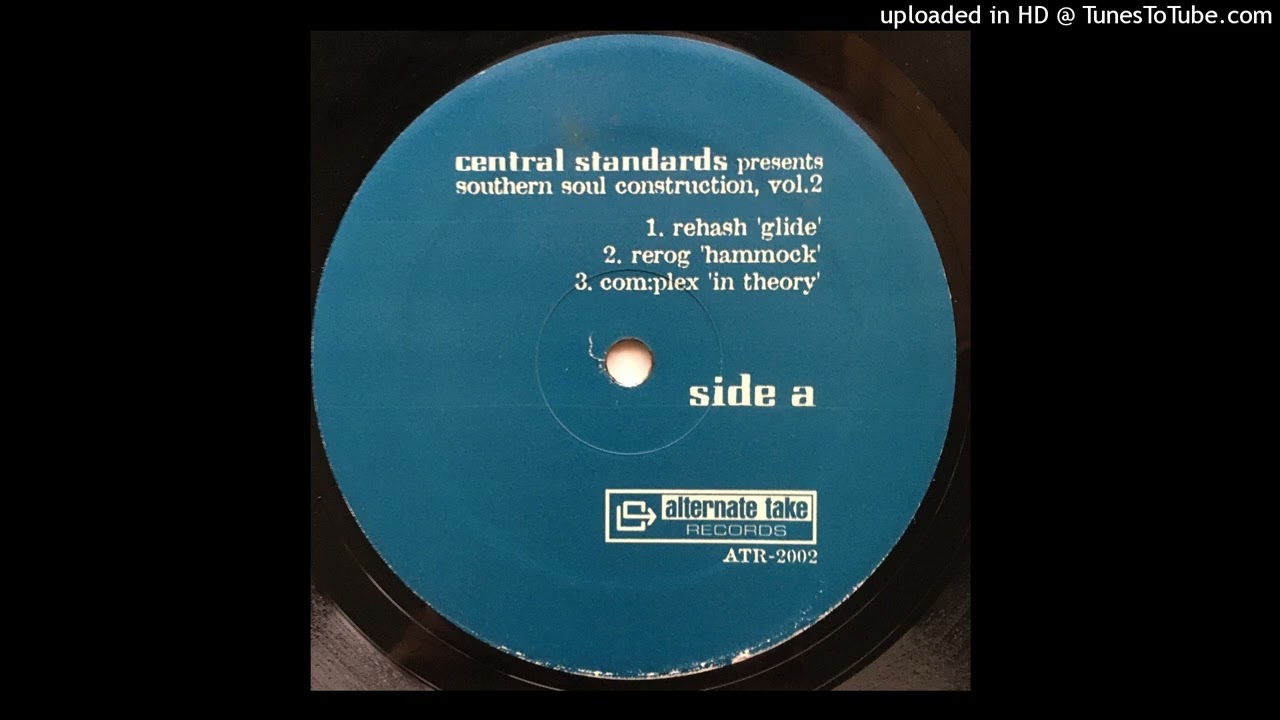 uploaded in HD @ TunesToTube.com
central standards presents
southern soul construction, vol.2
1. rehash 'glide'
2. rerog 'hammock'
3. com:plex 'in theory'
side a
alternate take
RECORDS
ATR-2002